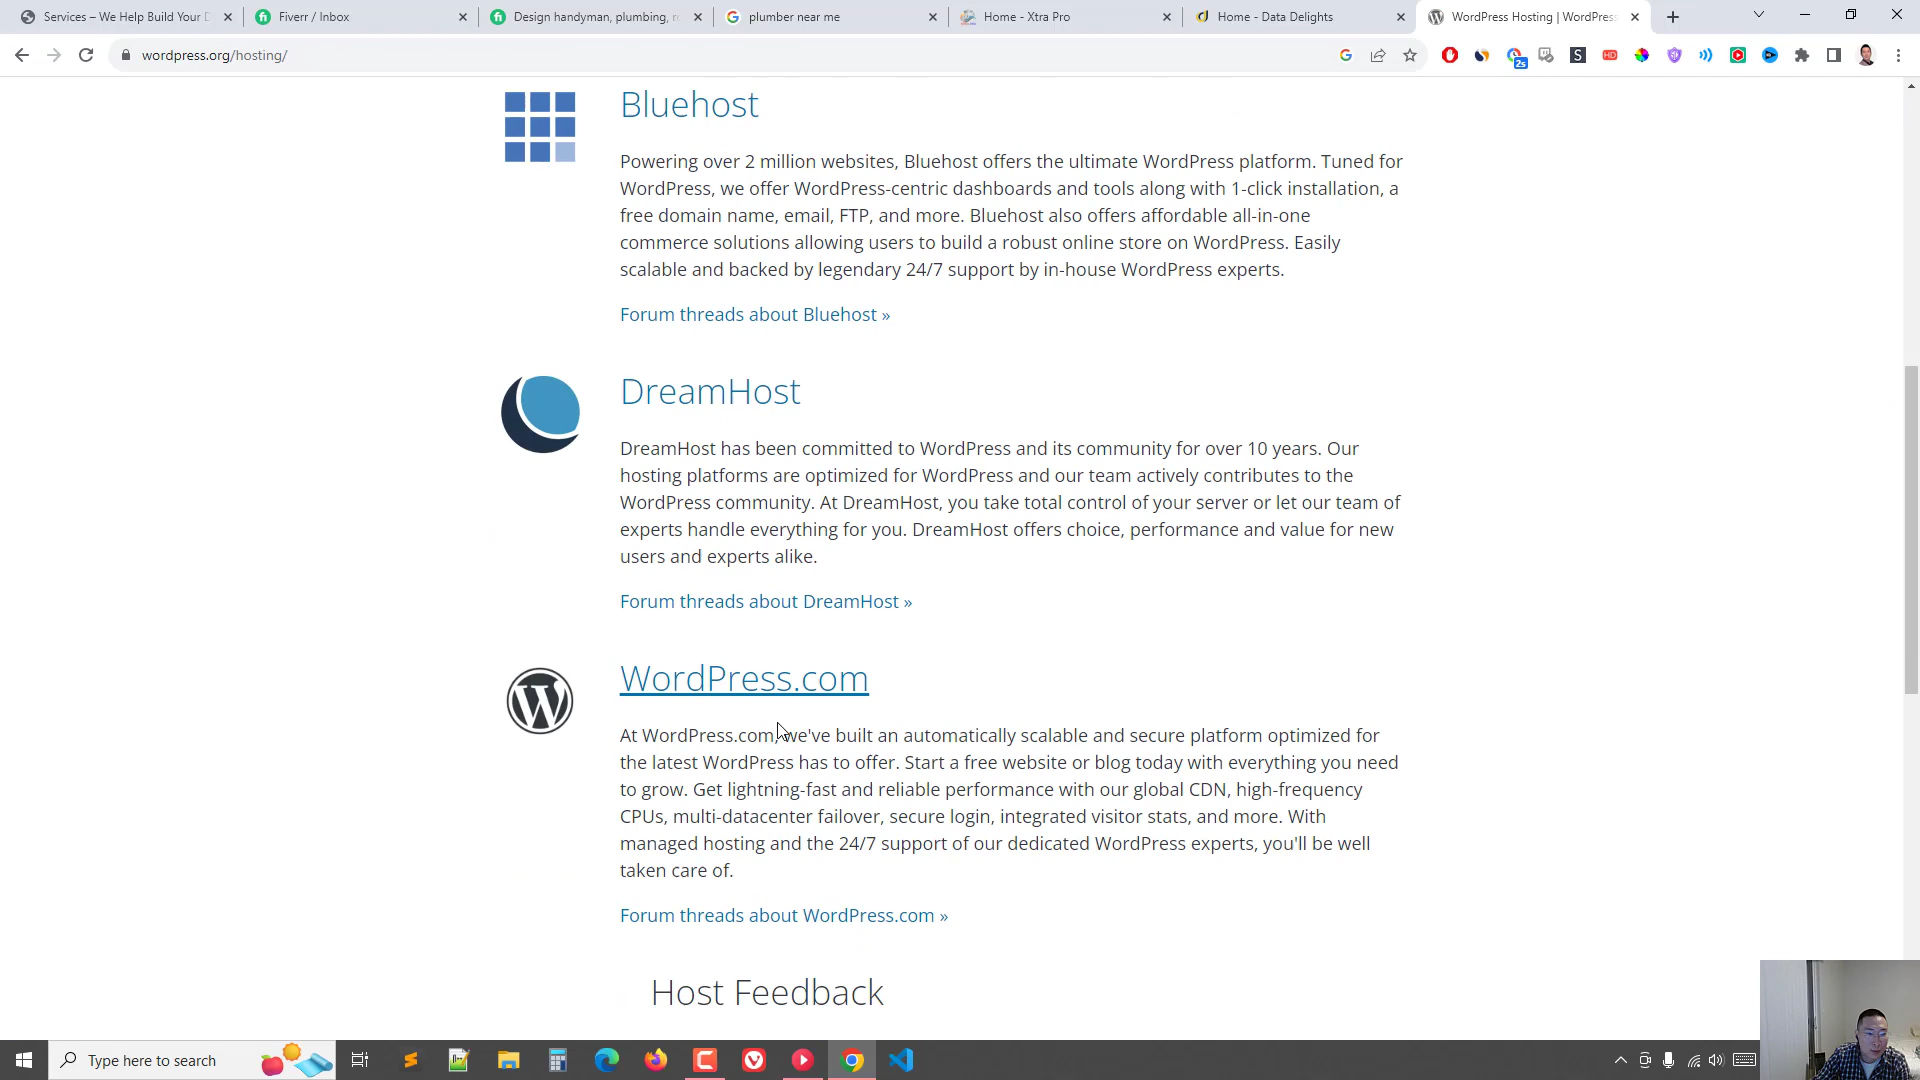 Services – We Help Build Your D
Fiverr / Inbox
Design handyman, plumbing, r
plumber near me
Home - Xtra Pro
Home - Data Delights
WordPress Hosting | WordPress
wordpress.org/hosting/
2s
S
HD
Bluehost
Powering over 2 million websites, Bluehost offers the ultimate WordPress platform. Tuned for
WordPress, we offer WordPress-centric dashboards and tools along with 1-click installation, a
free domain name, email, FTP, and more. Bluehost also offers affordable all-in-one
commerce solutions allowing users to build a robust online store on WordPress. Easily
scalable and backed by legendary 24/7 support by in-house WordPress experts.
Forum threads about Bluehost »
DreamHost
DreamHost has been committed to WordPress and its community for over 10 years. Our
hosting platforms are optimized for WordPress and our team actively contributes to the
WordPress community. At DreamHost, you take total control of your server or let our team of
experts handle everything for you. DreamHost offers choice, performance and value for new
users and experts alike.
Forum threads about DreamHost »
WordPress.com
At WordPress.com, we've built an automatically scalable and secure platform optimized for
the latest WordPress has to offer. Start a free website or blog today with everything you need
to grow. Get lightning-fast and reliable performance with our global CDN, high-frequency
CPUs, multi-datacenter failover, secure login, integrated visitor stats, and more. With
managed hosting and the 24/7 support of our dedicated WordPress experts, you'll be well
taken care of.
Forum threads about WordPress.com »
Host Feedback
Type here to search